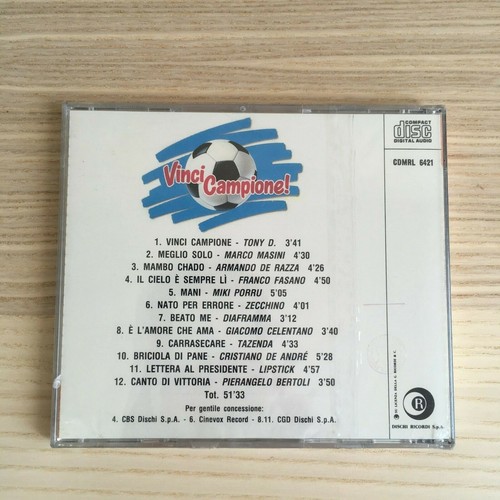 Vinci
Campione!
COMPACT
disc
DIGITAL AUDIO
CDMRL 6421
1. VINCI CAMPIONE - TONY D. 3'41
2. MEGLIO SOLO - MARCO MASINI 4'30
3. MAMBO CHADO - ARMANDO DE RAZZA 4'26
4. IL CIELO È SEMPRE LÌ - FRANCO FASANO 4'50
5. MANI - MIKI PORRU 5'05
6. NATO PER ERRORE - ZECCHINO 4'01
7. BEATO ME - DIAFRAMMA 3'12
8. È L'AMORE CHE AMA - GIACOMO CELENTANO 3'40
9. CARRASECARE - TAZENDA 4'33
10. BRICIOLA DI PANE - CRISTIANO DE ANDRÉ 5'28
11. LETTERA AL PRESIDENTE - LIPSTICK 4'57
12. CANTO DI VITTORIA - PIERANGELO BERTOLI 3'50
Tot. 51'33
Per gentile concessione:
4. CBS Dischi S.p.A. - 6. Cinevox Record - 8.11. CGD Dischi S.p.A.
R
DISCHI RICORDI S.p.A.